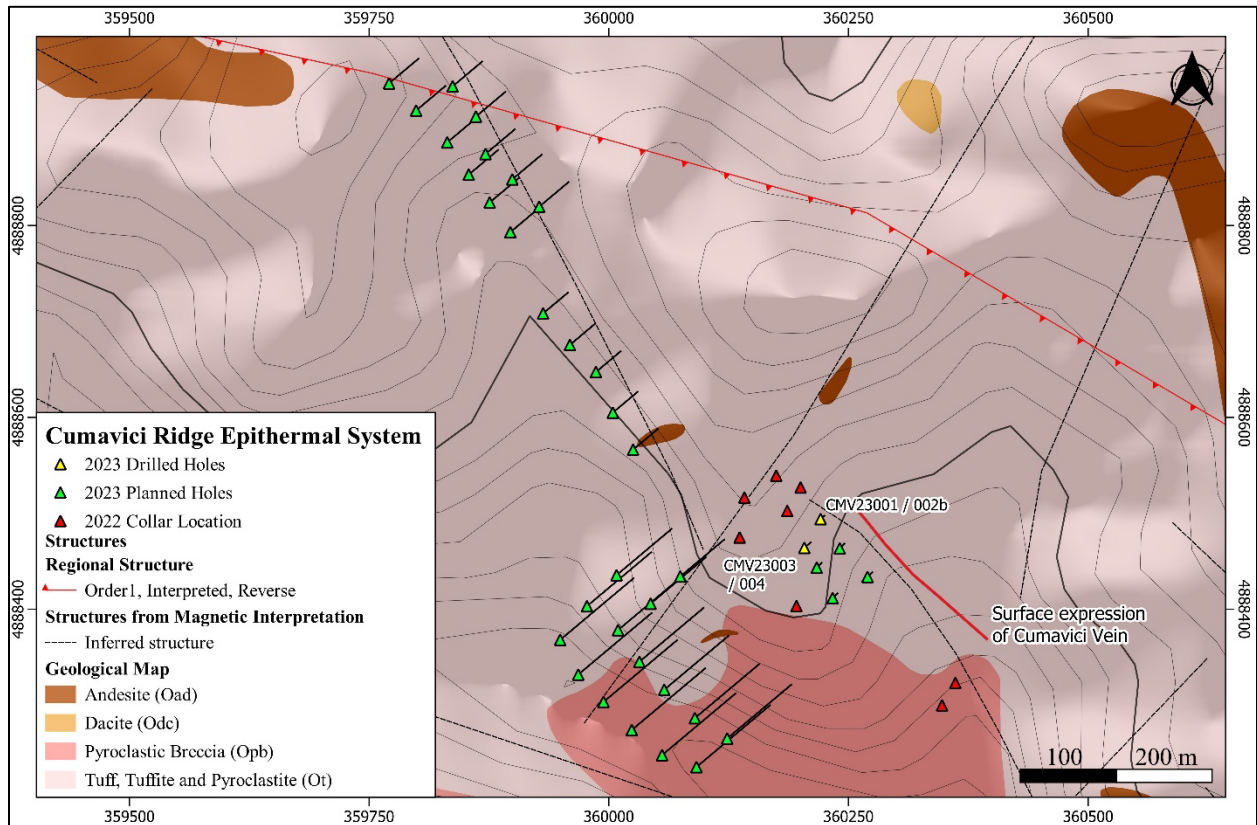 359500 359750 360000 360250 360500
4888800
4888800
4888600
4888600
4888400
4888400
CMV23001 / 002b
CMV23003
/ 004
Surface expression
of Cumavici Vein
Cumavici Ridge Epithermal System
2023 Drilled Holes
2023 Planned Holes
2022 Collar Location
Structures
Regional Structure
Order1, Interpreted, Reverse
Structures from Magnetic Interpretation
Inferred structure
Geological Map
Andesite (Oad)
Dacite (Odc)
Pyroclastic Breccia (Opb)
Tuff, Tuffite and Pyroclastite (Ot)
100 200 m
359500 359750 360000 360250 360500